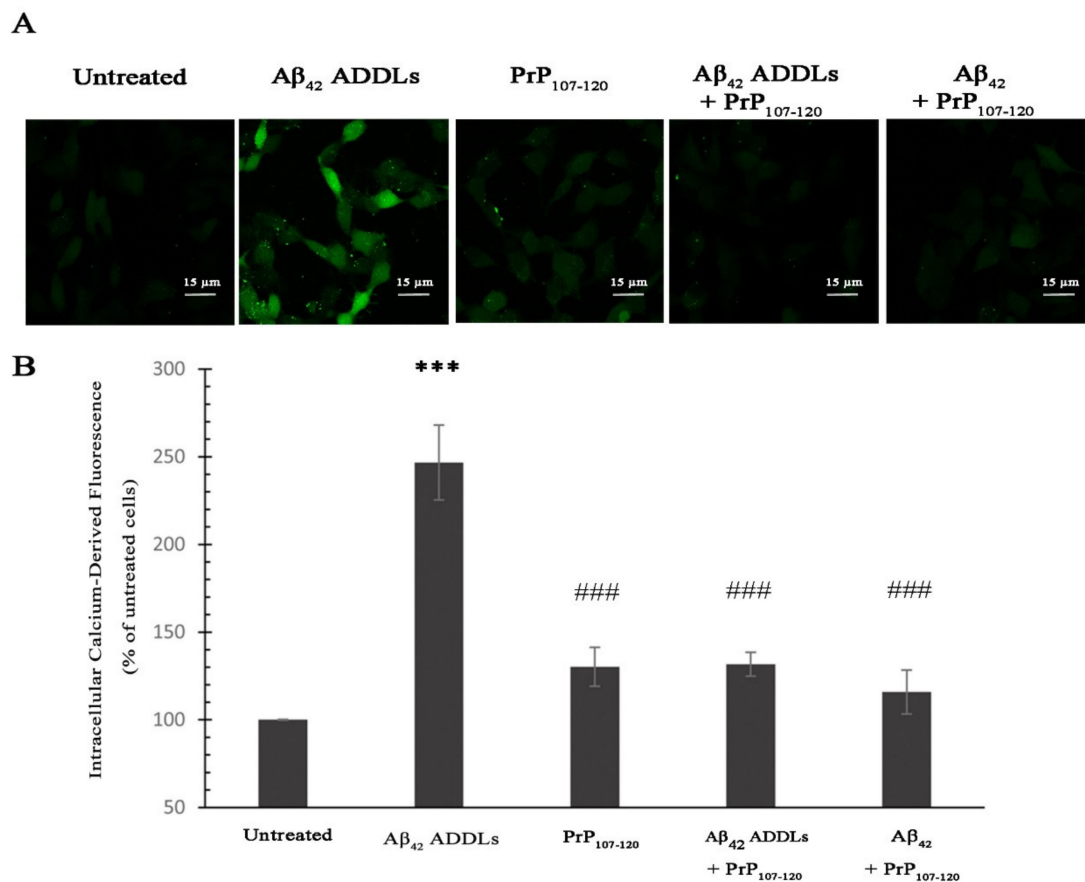 A
Untreated
Aβ₄₂ ADDLs
PrP₁₀₇₋₁₂₀
Aβ₄₂ ADDLs
+ PrP₁₀₇₋₁₂₀
Aβ₄₂
+ PrP₁₀₇₋₁₂₀
15 µm
15 µm
15 µm
15 µm
15 µm
B
Intracellular Calcium-Derived Fluorescence
(% of untreated cells)
300
250
200
150
100
50
***
###
###
###
Untreated
Aβ₄₂ ADDLs
PrP₁₀₇₋₁₂₀
Aβ₄₂ ADDLs
+ PrP₁₀₇₋₁₂₀
Aβ₄₂
+ PrP₁₀₇₋₁₂₀